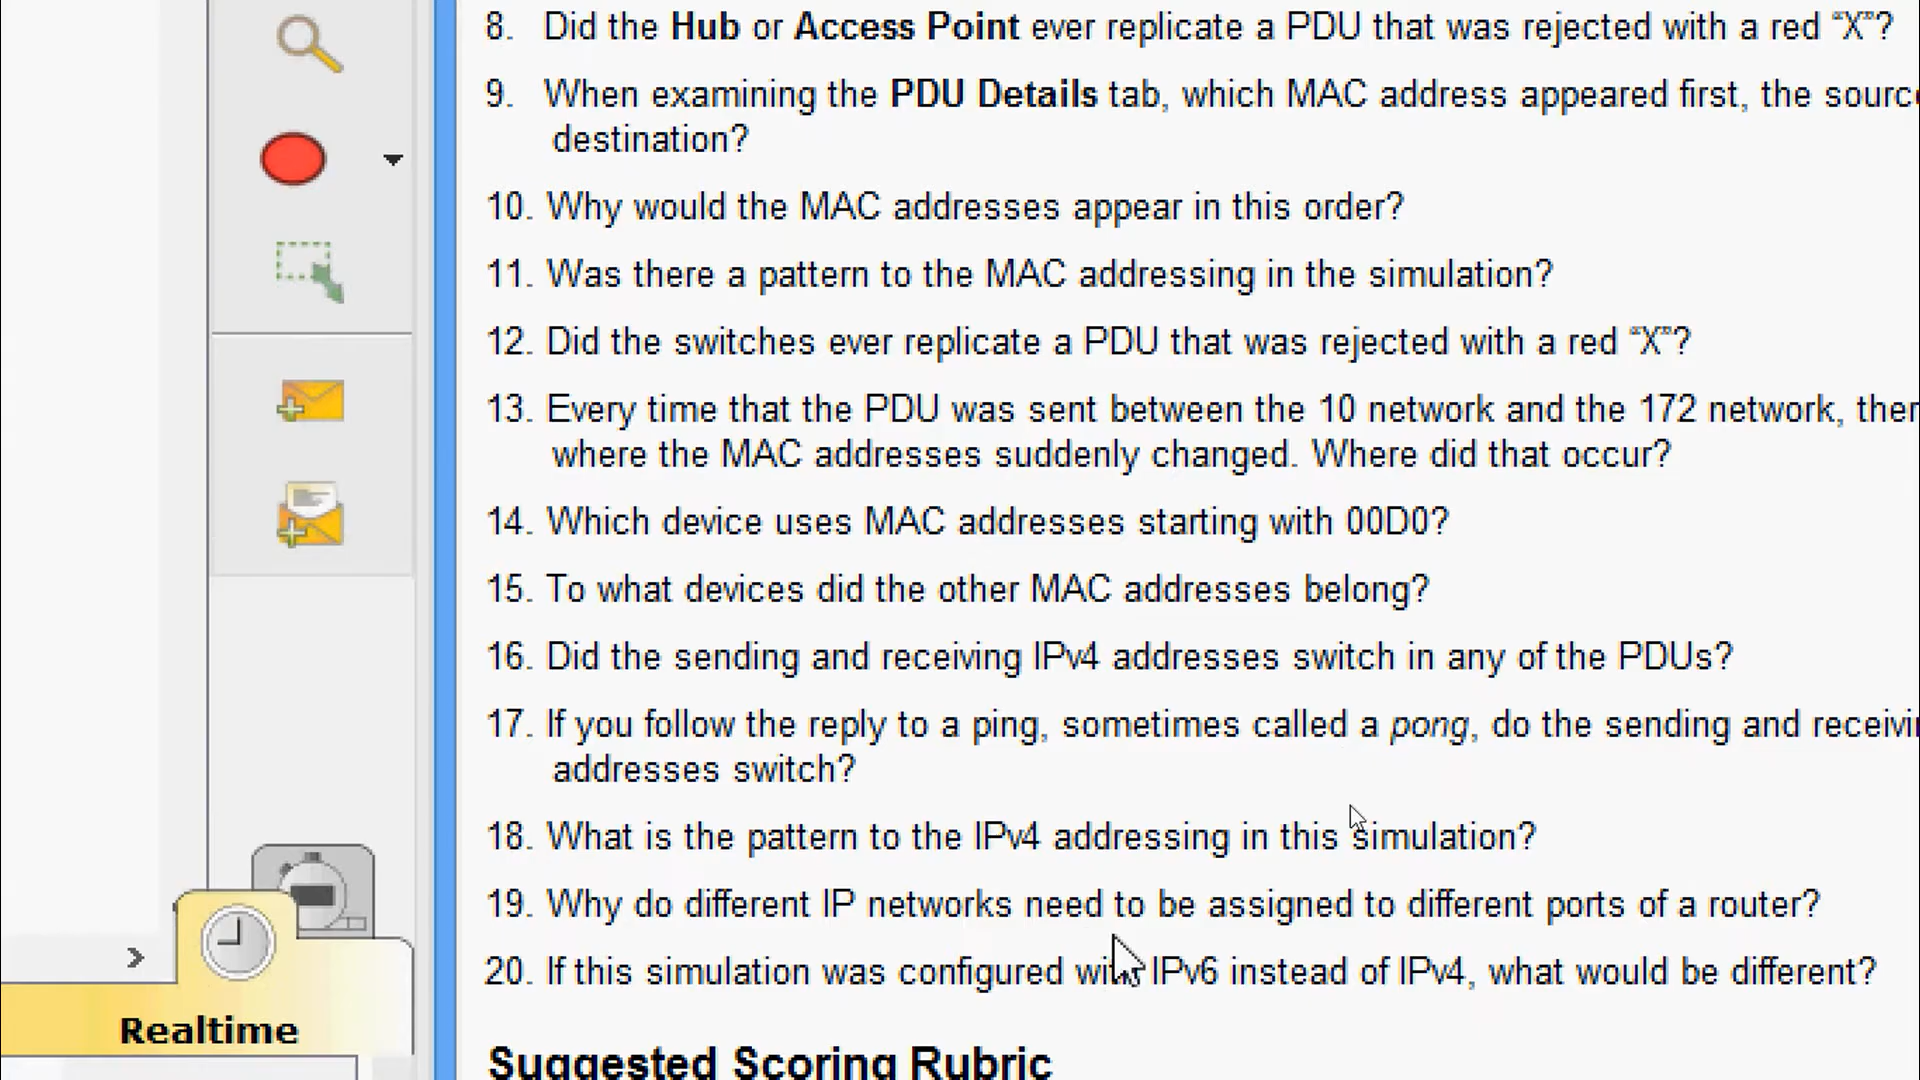 8. Did the Hub or Access Point ever replicate a PDU that was rejected with a red “X”?
9. When examining the PDU Details tab, which MAC address appeared first, the source
destination?
10. Why would the MAC addresses appear in this order?
11. Was there a pattern to the MAC addressing in the simulation?
12. Did the switches ever replicate a PDU that was rejected with a red “X”?
13. Every time that the PDU was sent between the 10 network and the 172 network, ther
where the MAC addresses suddenly changed. Where did that occur?
14. Which device uses MAC addresses starting with 00D0?
15. To what devices did the other MAC addresses belong?
16. Did the sending and receiving IPv4 addresses switch in any of the PDUs?
17. If you follow the reply to a ping, sometimes called a pong, do the sending and receivi
addresses switch?
18. What is the pattern to the IPv4 addressing in this simulation?
19. Why do different IP networks need to be assigned to different ports of a router?
20. If this simulation was configured with IPv6 instead of IPv4, what would be different?
Realtime
Suggested Scoring Rubric